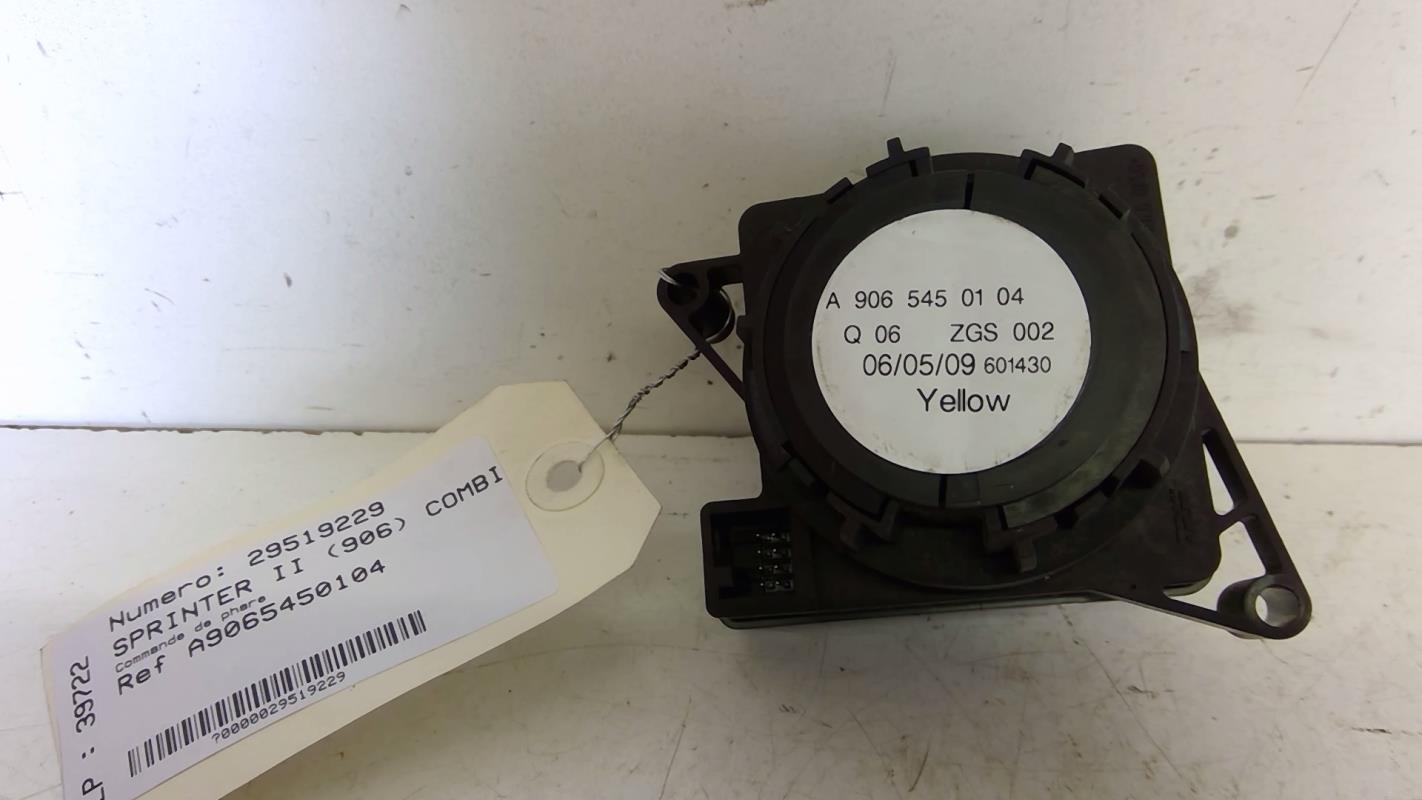 A 906 545 01 04
Q 06 ZGS 002
06/05/09 601430
Yellow
Numero: 29519229
SPRINTER II (906) COMBI
Commande de phare
Ref A9065450104
?0000029519229
LP : 39722